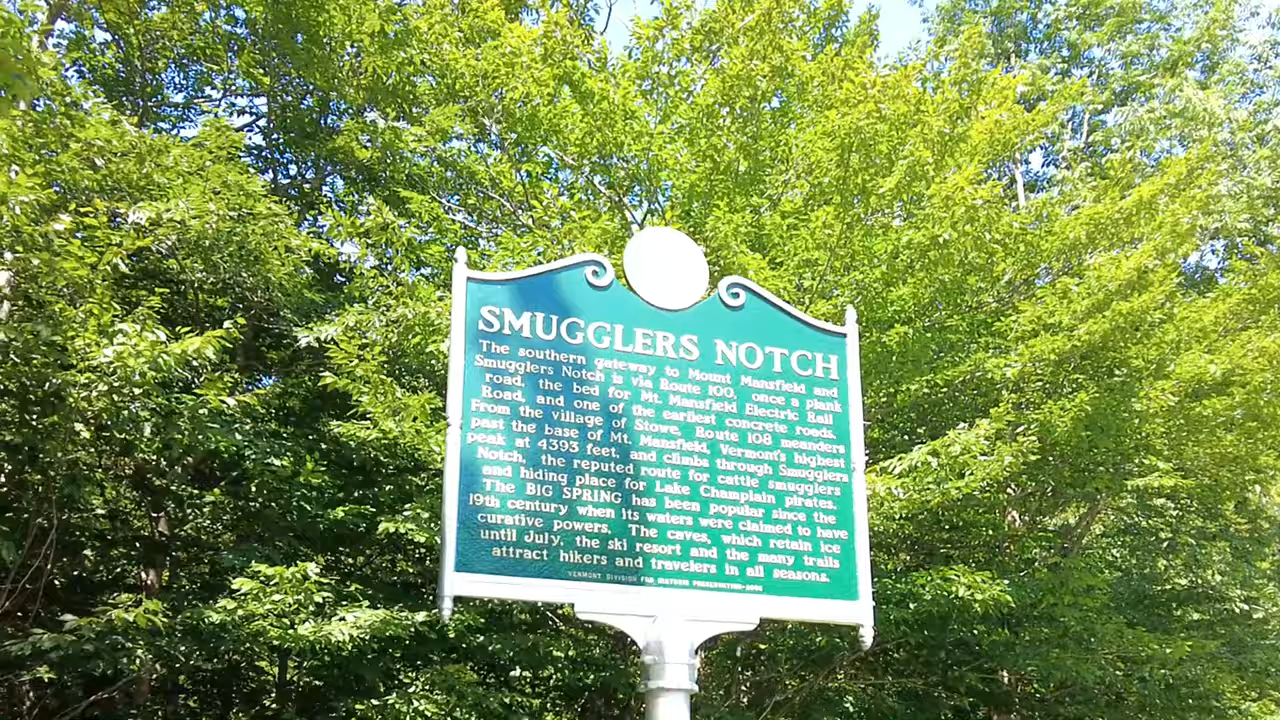 SMUGGLERS NOTCH
The southern gateway to Mount Mansfield and
Smugglers Notch is via Route 100, once a plank
road, the bed for Mt. Mansfield Electric Rail
Road, and one of the earliest concrete roads.
From the village of Stowe, Route 108 meanders
past the base of Mt. Mansfield, Vermont's highest
peak at 4393 feet, and climbs through Smugglers
Notch, the reputed route for cattle smugglers
and hiding place for Lake Champlain pirates.
The BIG SPRING has been popular since the
19th century when its waters were claimed to have
curative powers. The caves, which retain ice
until July, the ski resort and the many trails
attract hikers and travelers in all seasons.
VERMONT DIVISION FOR HISTORIC PRESERVATION